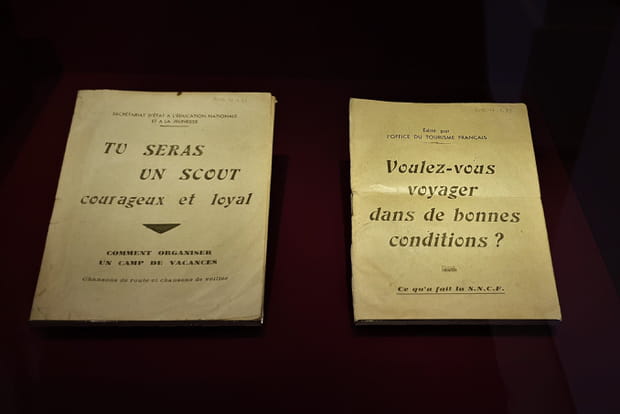 SECRÉTARIAT D'ÉTAT A L'ÉDUCATION NATIONALE
ET A LA JEUNESSE
TU SERAS
UN SCOUT
courageux et loyal
COMMENT ORGANISER
UN CAMP DE VACANCES
Chansons de route et chansons de veillée
Édité par
L'OFFICE DU TOURISME FRANÇAIS
Voulez-vous
voyager
dans de bonnes
conditions ?
Ce qu'a fait la S.N.C.F.